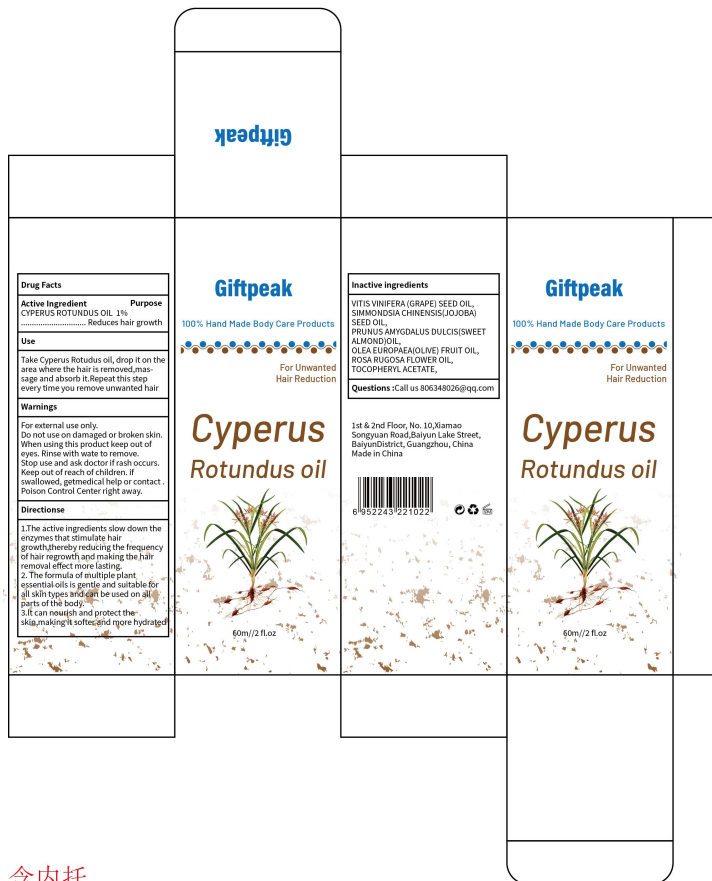 Giftpeak
Drug Facts
Active Ingredient Purpose
CYPERUS ROTUNDUS OIL 1%
................................ Reduces hair growth
Use
Take Cyperus Rotudus oil, drop it on the
area where the hair is removed,mas-
sage and absorb it.Repeat this step
every time you remove unwanted hair
Warnings
For external use only.
Do not use on damaged or broken skin.
When using this product keep out of
eyes. Rinse with wate to remove.
Stop use and ask doctor if rash occurs.
Keep out of reach of children. if
swallowed, getmedical help or contact .
Poison Control Center right away.
Directionse
1.The active ingredients slow down the
enzymes that stimulate hair
growth,thereby reducing the frequency
of hair regrowth and making the hair
removal effect more lasting.
2. The formula of multiple plant
essential oils is gentle and suitable for
all skin types and can be used on all
parts of the body.
3.It can nourish and protect the
skin,making it softer and more hydrated
Giftpeak
100% Hand Made Body Care Products
For Unwanted
Hair Reduction
Cyperus
Rotundus oil
60m//2 fl.oz
Inactive ingredients
VITIS VINIFERA (GRAPE) SEED OIL,
SIMMONDSIA CHINENSIS(JOJOBA)
SEED OIL,
PRUNUS AMYGDALUS DULCIS(SWEET
ALMOND)OIL,
OLEA EUROPAEA(OLIVE) FRUIT OIL,
ROSA RUGOSA FLOWER OIL,
TOCOPHERYL ACETATE,
Questions :Call us 806348026@qq.com
1st & 2nd Floor, No. 10,Xiamao
Songyuan Road,Baiyun Lake Street,
BaiyunDistrict, Guangzhou, China
Made in China
6 952243 221022
Giftpeak
100% Hand Made Body Care Products
For Unwanted
Hair Reduction
Cyperus
Rotundus oil
60m//2 fl.oz
含内托